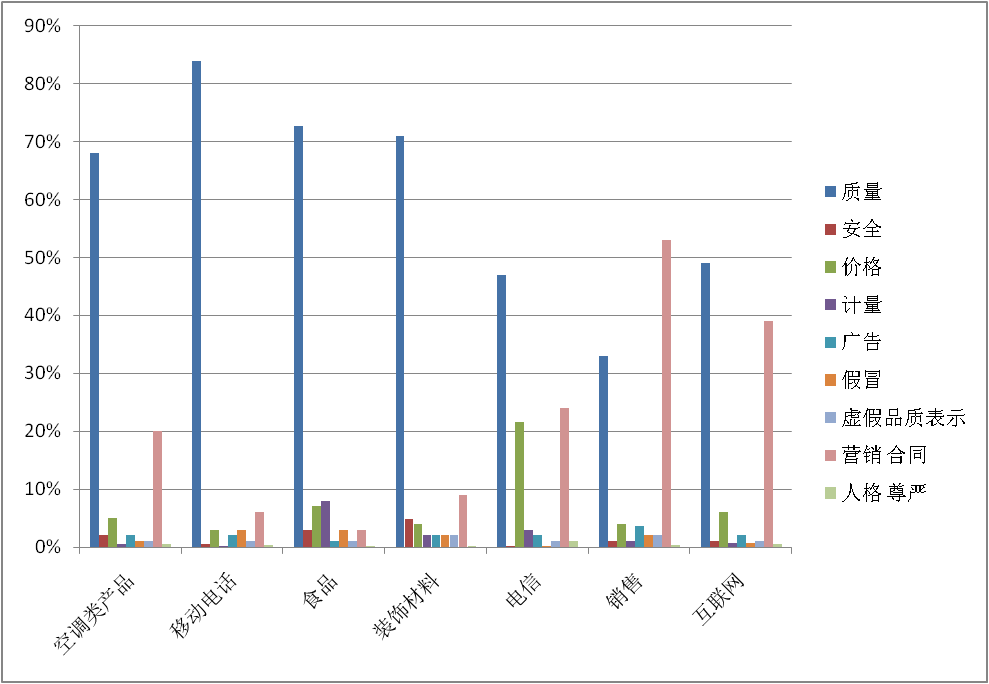 90%
80%
70%
60%
50%
40%
30%
20%
10%
0%
空调类产品
移动电话
食品
装饰材料
电信
销售
互联网
质量
安全
价格
计量
广告
假冒
虚假品质表示
营销合同
人格尊严